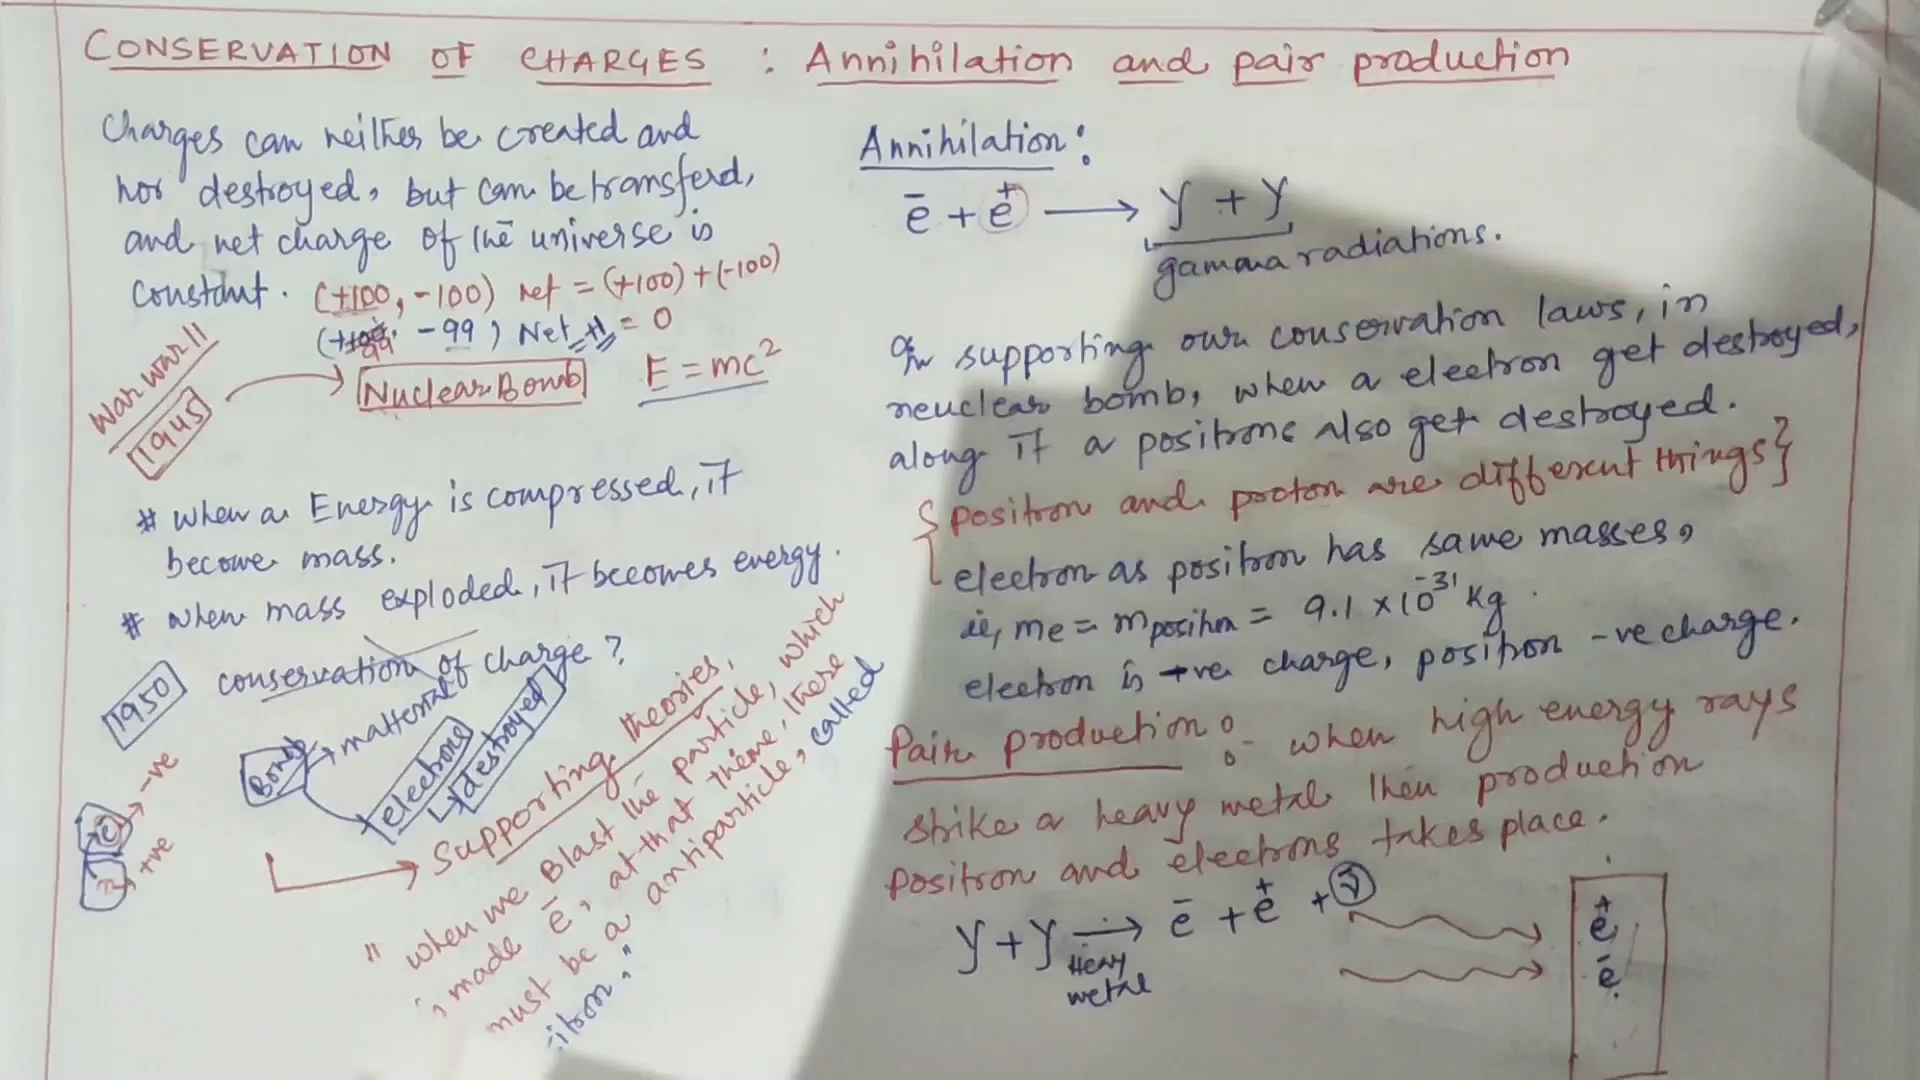 CONSERVATION OF CHARGES : Annihilation and pair production
Charges can neither be created and
nor destroyed, but can be transferd,
and net charge of the universe is
constant. (+100, -100) net = (+100) + (-100)
(+99, -99) Net = 0
War war II
1945
Nuclear Bomb E = mc²
# when a Energy is compressed, it
become mass.
# when mass exploded, it becomes energy.
1950
conservation of charge?
Bomb
material
electrons
destroyed
-ve
+ve
Supporting theories,
" when we Blast the particle, which
is made ē, at that theme, there
must be a antiparticle, called
itron."
Annihilation :
ē + e⁺ → γ + γ
gamma radiations.
In supporting our conservation laws, in
neuclear bomb, when a electron get destroyed,
along it a positrons also get destroyed.
{ positron and proton are different things }
electron as positron has same masses,
ie, me = mpositron = 9.1 × 10⁻³¹ kg.
electron is +ve charge, position -ve charge.
Pair production :- when high energy rays
strike a heavy metal then production
positron and electrons takes place.
γ + γ → ē + e⁺ + ν̄
Heavy
metal
e⁺
ē